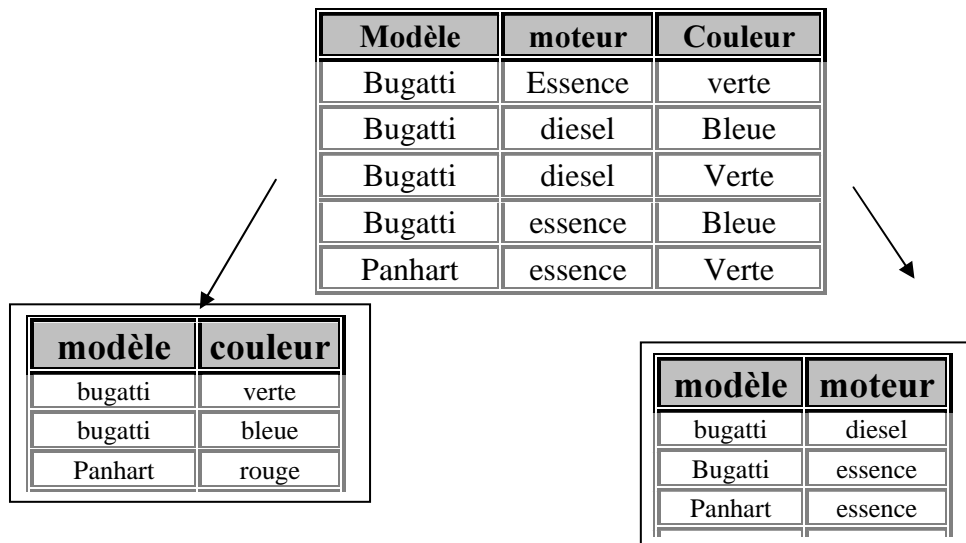 Modèle moteur Couleur
Bugatti Essence verte
Bugatti diesel Bleue
Bugatti diesel Verte
Bugatti essence Bleue
Panhart essence Verte
modèle couleur
bugatti verte
bugatti bleue
Panhart rouge
modèle moteur
bugatti diesel
Bugatti essence
Panhart essence